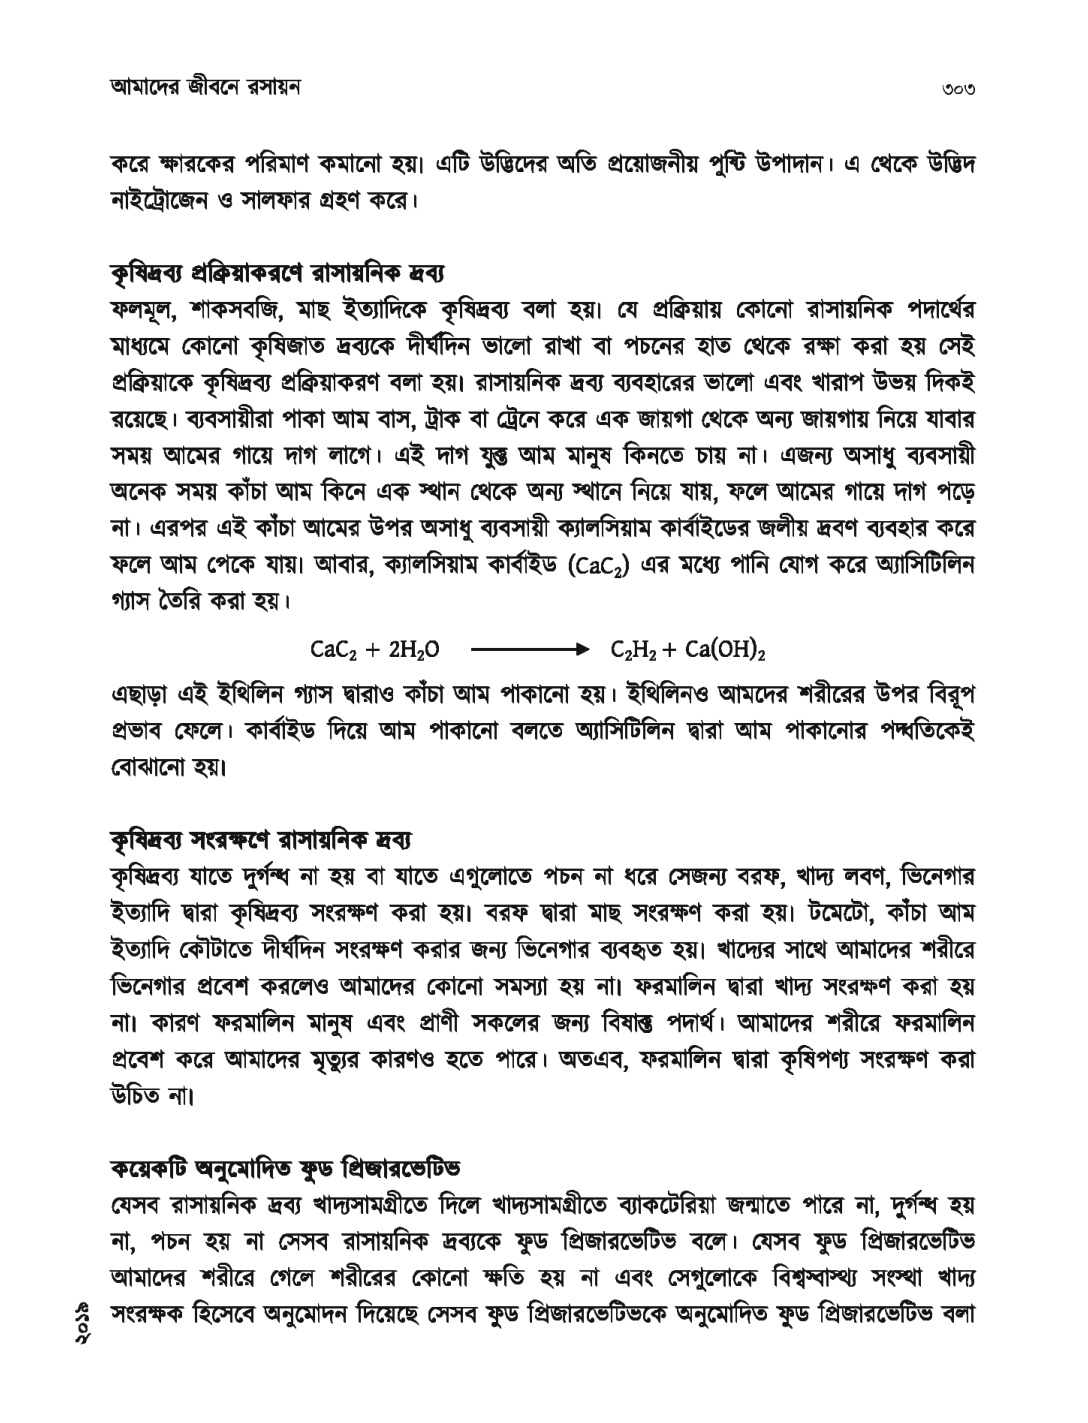 আমাদের জীবনে রসায়ন ৩০৩
করে ক্ষারকের পরিমাণ কমানো হয়। এটি উদ্ভিদের অতি প্রয়োজনীয় পুষ্টি উপাদান। এ থেকে উদ্ভিদ
নাইট্রোজেন ও সালফার গ্রহণ করে।
কৃষিদ্রব্য প্রক্রিয়াকরণে রাসায়নিক দ্রব্য
ফলমূল, শাকসবজি, মাছ ইত্যাদিকে কৃষিদ্রব্য বলা হয়। যে প্রক্রিয়ায় কোনো রাসায়নিক পদার্থের
মাধ্যমে কোনো কৃষিজাত দ্রব্যকে দীর্ঘদিন ভালো রাখা বা পচনের হাত থেকে রক্ষা করা হয় সেই
প্রক্রিয়াকে কৃষিদ্রব্য প্রক্রিয়াকরণ বলা হয়। রাসায়নিক দ্রব্য ব্যবহারের ভালো এবং খারাপ উভয় দিকই
রয়েছে। ব্যবসায়ীরা পাকা আম বাস, ট্রাক বা ট্রেনে করে এক জায়গা থেকে অন্য জায়গায় নিয়ে যাবার
সময় আমের গায়ে দাগ লাগে। এই দাগ যুক্ত আম মানুষ কিনতে চায় না। এজন্য অসাধু ব্যবসায়ী
অনেক সময় কাঁচা আম কিনে এক স্থান থেকে অন্য স্থানে নিয়ে যায়, ফলে আমের গায়ে দাগ পড়ে
না। এরপর এই কাঁচা আমের উপর অসাধু ব্যবসায়ী ক্যালসিয়াম কার্বাইডের জলীয় দ্রবণ ব্যবহার করে
ফলে আম পেকে যায়। আবার, ক্যালসিয়াম কার্বাইড (CaC₂) এর মধ্যে পানি যোগ করে অ্যাসিটিলিন
গ্যাস তৈরি করা হয়।
CaC₂ + 2H₂O ⟶ C₂H₂ + Ca(OH)₂
এছাড়া এই ইথিলিন গ্যাস দ্বারাও কাঁচা আম পাকানো হয়। ইথিলিনও আমদের শরীরের উপর বিরূপ
প্রভাব ফেলে। কার্বাইড দিয়ে আম পাকানো বলতে অ্যাসিটিলিন দ্বারা আম পাকানোর পদ্ধতিকেই
বোঝানো হয়।
কৃষিদ্রব্য সংরক্ষণে রাসায়নিক দ্রব্য
কৃষিদ্রব্য যাতে দুর্গন্ধ না হয় বা যাতে এগুলোতে পচন না ধরে সেজন্য বরফ, খাদ্য লবণ, ভিনেগার
ইত্যাদি দ্বারা কৃষিদ্রব্য সংরক্ষণ করা হয়। বরফ দ্বারা মাছ সংরক্ষণ করা হয়। টমেটো, কাঁচা আম
ইত্যাদি কৌটাতে দীর্ঘদিন সংরক্ষণ করার জন্য ভিনেগার ব্যবহৃত হয়। খাদ্যের সাথে আমাদের শরীরে
ভিনেগার প্রবেশ করলেও আমাদের কোনো সমস্যা হয় না। ফরমালিন দ্বারা খাদ্য সংরক্ষণ করা হয়
না। কারণ ফরমালিন মানুষ এবং প্রাণী সকলের জন্য বিষাক্ত পদার্থ। আমাদের শরীরে ফরমালিন
প্রবেশ করে আমাদের মৃত্যুর কারণও হতে পারে। অতএব, ফরমালিন দ্বারা কৃষিপণ্য সংরক্ষণ করা
উচিত না।
কয়েকটি অনুমোদিত ফুড প্রিজারভেটিভ
যেসব রাসায়নিক দ্রব্য খাদ্যসামগ্রীতে দিলে খাদ্যসামগ্রীতে ব্যাকটেরিয়া জন্মাতে পারে না, দুর্গন্ধ হয়
না, পচন হয় না সেসব রাসায়নিক দ্রব্যকে ফুড প্রিজারভেটিভ বলে। যেসব ফুড প্রিজারভেটিভ
আমাদের শরীরে গেলে শরীরের কোনো ক্ষতি হয় না এবং সেগুলোকে বিশ্বস্বাস্থ্য সংস্থা খাদ্য
সংরক্ষক হিসেবে অনুমোদন দিয়েছে সেসব ফুড প্রিজারভেটিভকে অনুমোদিত ফুড প্রিজারভেটিভ বলা
২০১৯